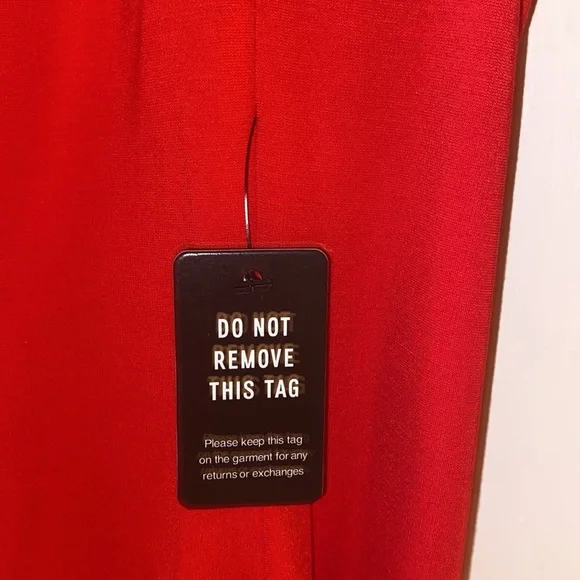 DO NOT
REMOVE
THIS TAG
Please keep this tag
on the garment for any
returns or exchanges